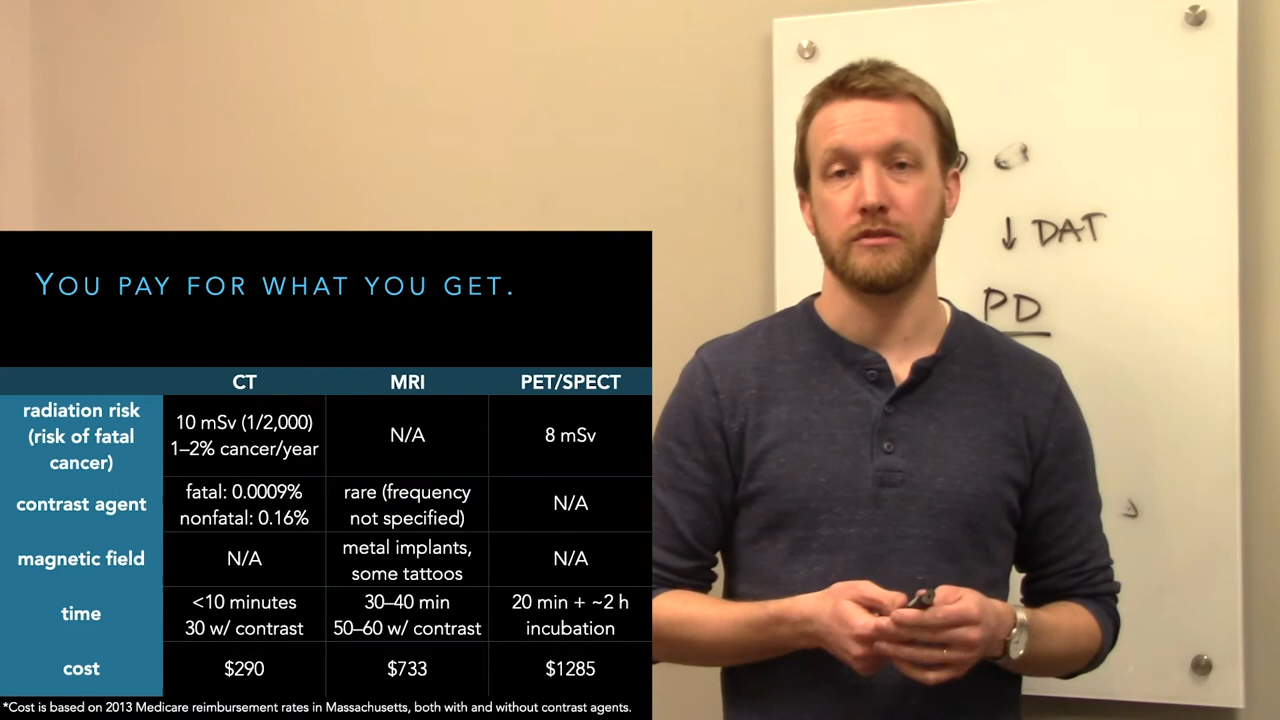 YOU PAY FOR WHAT YOU GET.
CT MRI PET/SPECT
radiation risk
(risk of fatal
cancer)
10 mSv (1/2,000)
1–2% cancer/year
N/A
8 mSv
contrast agent
fatal: 0.0009%
nonfatal: 0.16%
rare (frequency
not specified)
N/A
magnetic field
N/A
metal implants,
some tattoos
N/A
time
<10 minutes
30 w/ contrast
30–40 min
50–60 w/ contrast
20 min + ~2 h
incubation
cost
$290
$733
$1285
*Cost is based on 2013 Medicare reimbursement rates in Massachusetts, both with and without contrast agents.
↓ DAT
PD